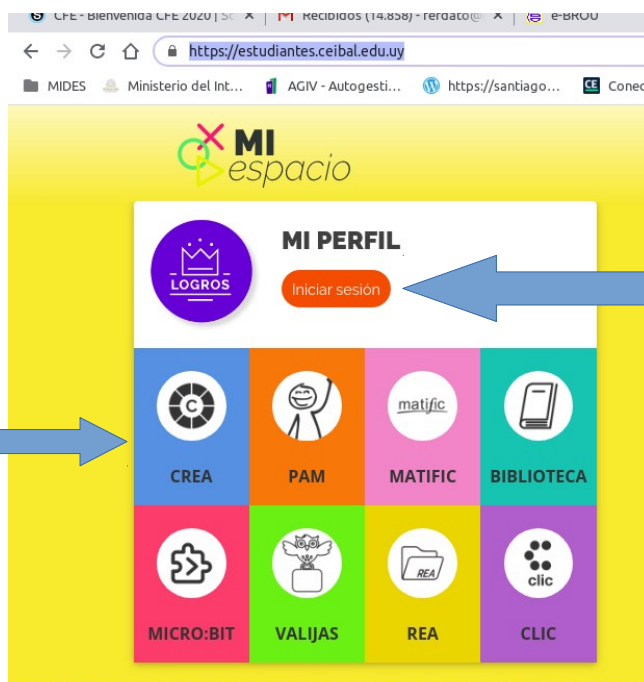 CFE - Bienvenida CFE 2020 | Sc
Recibidos (14.858) - ferdato@
e-BROU
https://estudiantes.ceibal.edu.uy
MIDES
Ministerio del Int...
AGIV - Autogesti...
https://santiago...
CE
Conec
MI
espacio
LOGROS
MI PERFIL
Iniciar sesión
C
matific
CREA
PAM
MATIFIC
BIBLIOTECA
REA
clic
MICRO:BIT
VALIJAS
REA
CLIC